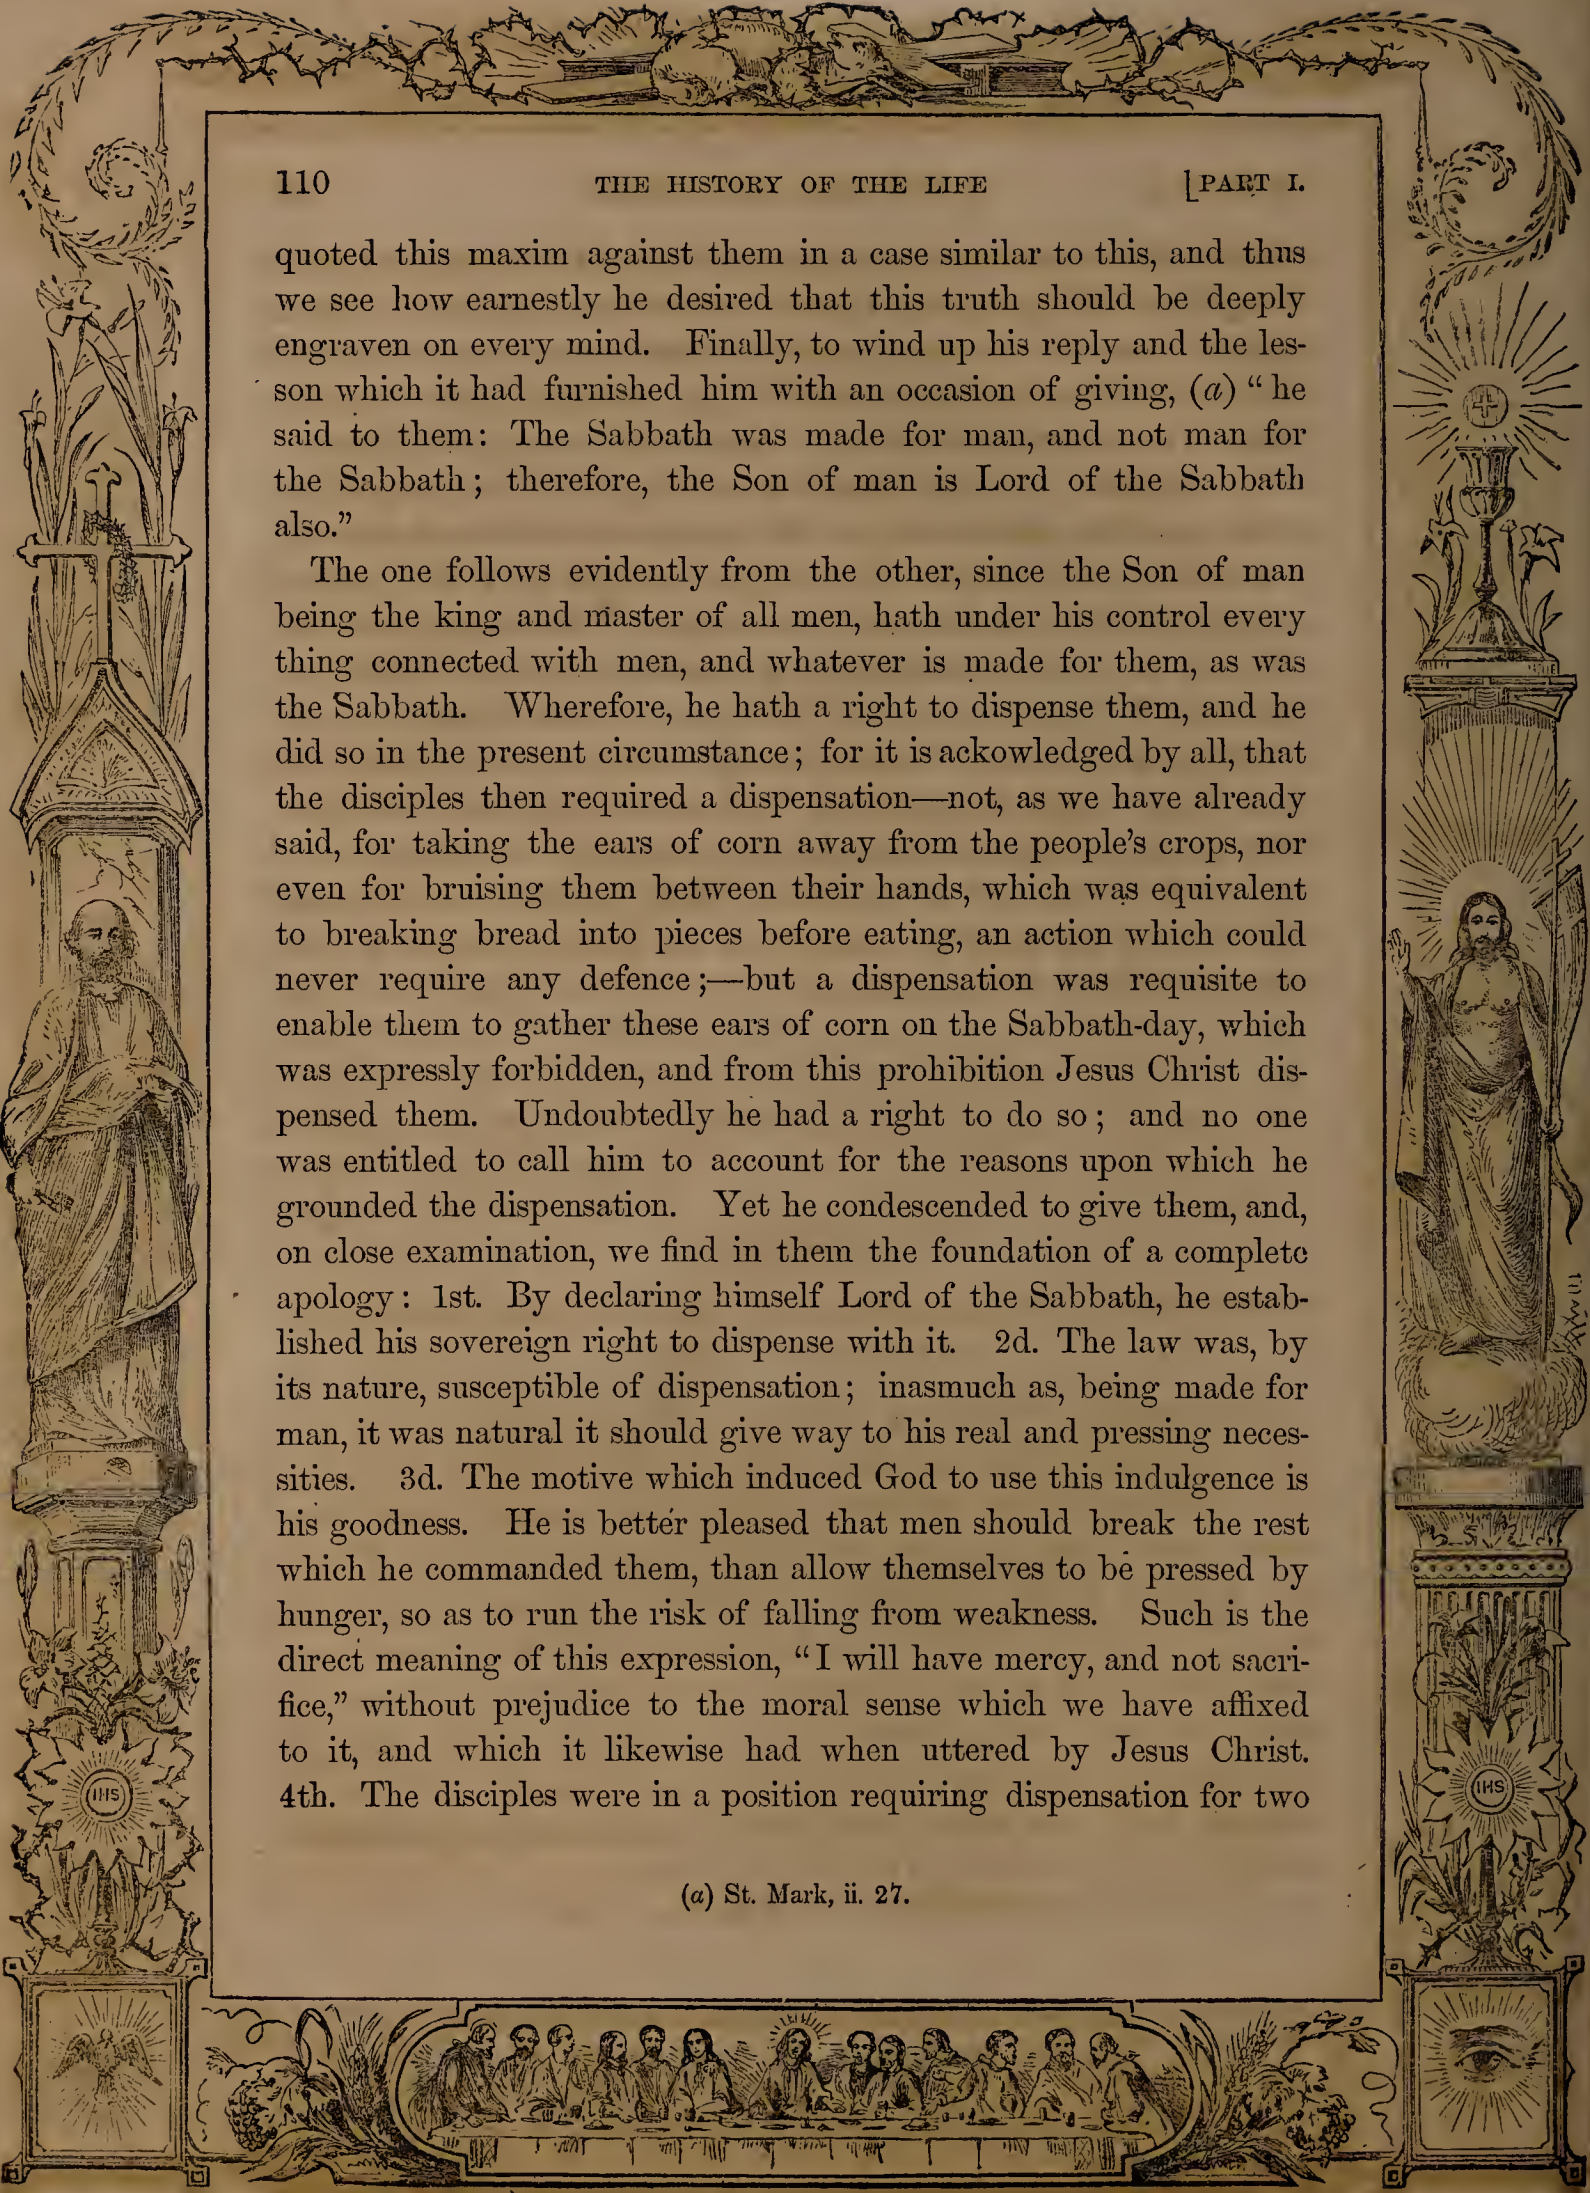 110 THE HISTORY OF THE LIFE [PART I.
quoted this maxim against them in a case similar to this, and thus
we see how earnestly he desired that this truth should be deeply
engraven on every mind. Finally, to wind up his reply and the les-
son which it had furnished him with an occasion of giving, (a) “ he
said to them: The Sabbath was made for man, and not man for
the Sabbath; therefore, the Son of man is Lord of the Sabbath
also.”
The one follows evidently from the other, since the Son of man
being the king and master of all men, hath under his control every
thing connected with men, and whatever is made for them, as was
the Sabbath. Wherefore, he hath a right to dispense them, and he
did so in the present circumstance; for it is ackowledged by all, that
the disciples then required a dispensation—not, as we have already
said, for taking the ears of corn away from the people’s crops, nor
even for bruising them between their hands, which was equivalent
to breaking bread into pieces before eating, an action which could
never require any defence;—but a dispensation was requisite to
enable them to gather these ears of corn on the Sabbath-day, which
was expressly forbidden, and from this prohibition Jesus Christ dis-
pensed them. Undoubtedly he had a right to do so; and no one
was entitled to call him to account for the reasons upon which he
grounded the dispensation. Yet he condescended to give them, and,
on close examination, we find in them the foundation of a complete
apology: 1st. By declaring himself Lord of the Sabbath, he estab-
lished his sovereign right to dispense with it. 2d. The law was, by
its nature, susceptible of dispensation; inasmuch as, being made for
man, it was natural it should give way to his real and pressing neces-
sities. 3d. The motive which induced God to use this indulgence is
his goodness. He is better pleased that men should break the rest
which he commanded them, than allow themselves to be pressed by
hunger, so as to run the risk of falling from weakness. Such is the
direct meaning of this expression, “I will have mercy, and not sacri-
fice,” without prejudice to the moral sense which we have affixed
to it, and which it likewise had when uttered by Jesus Christ.
4th. The disciples were in a position requiring dispensation for two
(a) St. Mark, ii. 27.
IHS
IHS